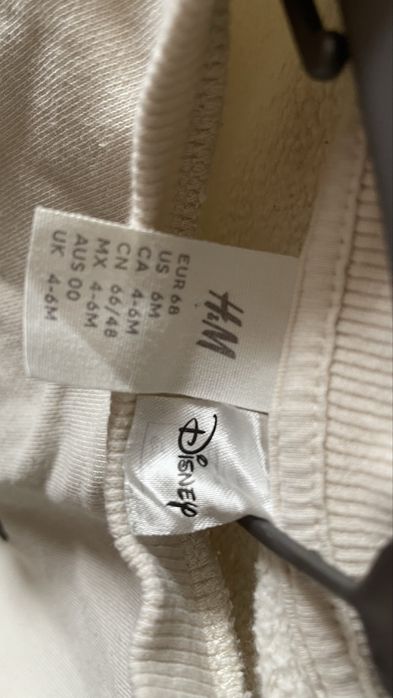 H&M
EUR 68
US 6M
CA 4-6M
CN 66/48
MX 4-6M
AUS 00
UK 4-6M
Disney